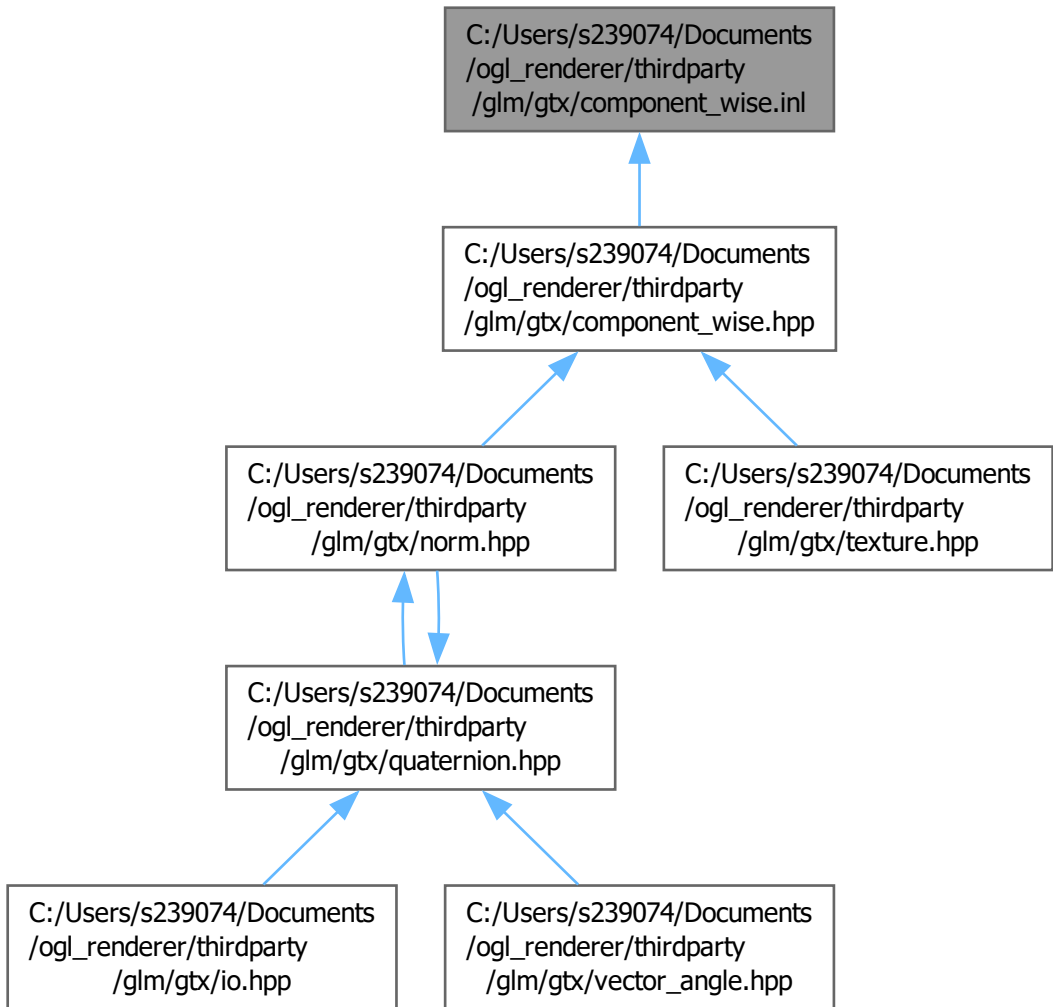 C:/Users/s239074/Documents
/ogl_renderer/thirdparty
/glm/gtx/component_wise.inl
C:/Users/s239074/Documents
/ogl_renderer/thirdparty
/glm/gtx/component_wise.hpp
C:/Users/s239074/Documents
/ogl_renderer/thirdparty
/glm/gtx/norm.hpp
C:/Users/s239074/Documents
/ogl_renderer/thirdparty
/glm/gtx/texture.hpp
C:/Users/s239074/Documents
/ogl_renderer/thirdparty
/glm/gtx/quaternion.hpp
C:/Users/s239074/Documents
/ogl_renderer/thirdparty
/glm/gtx/io.hpp
C:/Users/s239074/Documents
/ogl_renderer/thirdparty
/glm/gtx/vector_angle.hpp